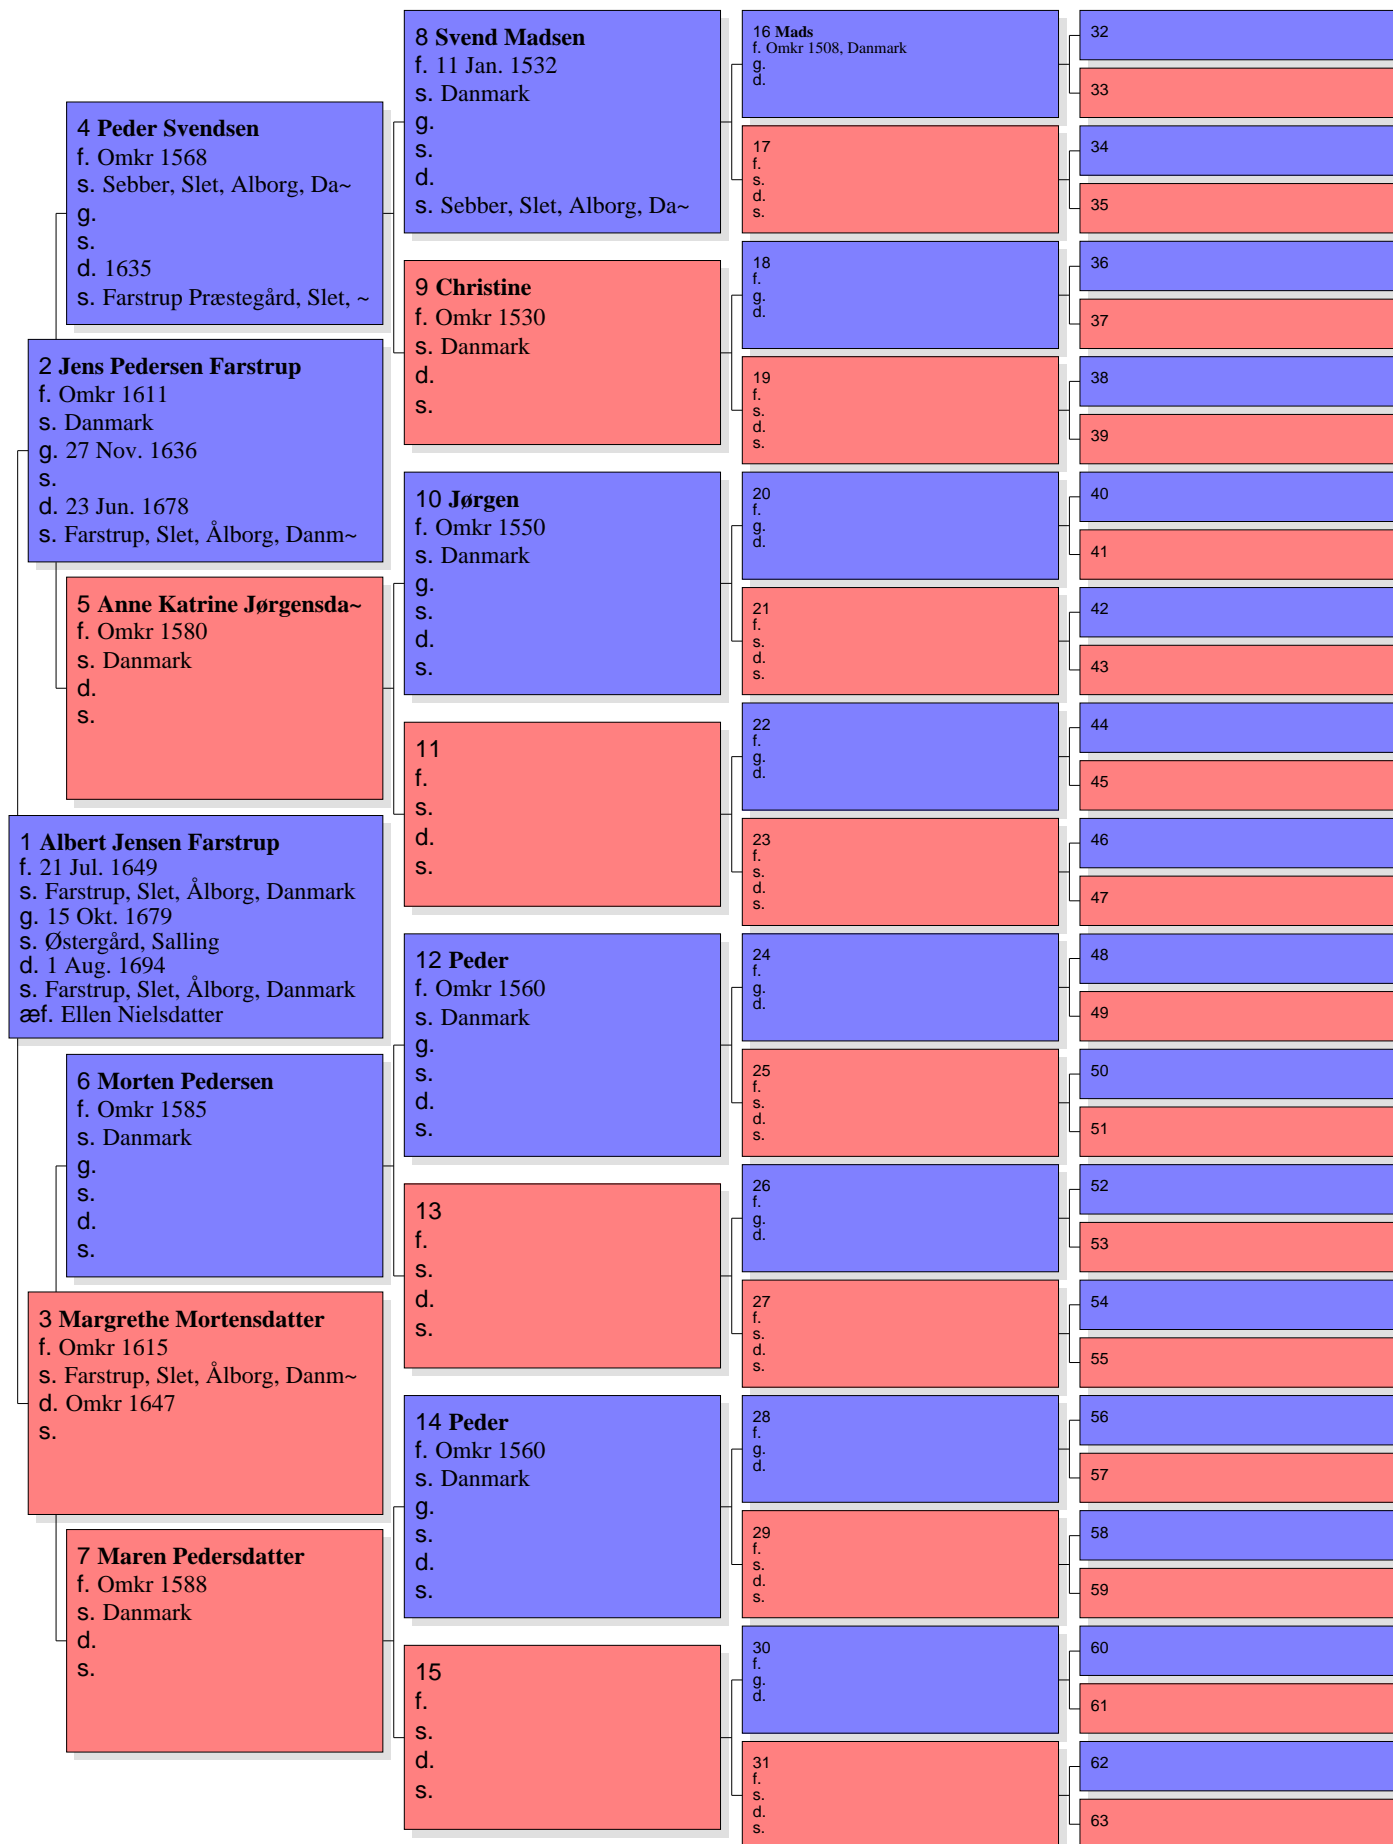 1 Albert Jensen Farstrup
f. 21 Jul. 1649
s. Farstrup, Slet, Ålborg, Danmark
g. 15 Okt. 1679
s. Østergård, Salling
d. 1 Aug. 1694
s. Farstrup, Slet, Ålborg, Danmark
æf. Ellen Nielsdatter
2 Jens Pedersen Farstrup
f. Omkr 1611
s. Danmark
g. 27 Nov. 1636
s.
d. 23 Jun. 1678
s. Farstrup, Slet, Ålborg, Danm~
3 Margrethe Mortensdatter
f. Omkr 1615
s. Farstrup, Slet, Ålborg, Danm~
d. Omkr 1647
s.
4 Peder Svendsen
f. Omkr 1568
s. Sebber, Slet, Alborg, Da~
g.
s.
d. 1635
s. Farstrup Præstegård, Slet, ~
5 Anne Katrine Jørgensda~
f. Omkr 1580
s. Danmark
d.
s.
6 Morten Pedersen
f. Omkr 1585
s. Danmark
g.
s.
d.
s.
7 Maren Pedersdatter
f. Omkr 1588
s. Danmark
d.
s.
8 Svend Madsen
f. 11 Jan. 1532
s. Danmark
g.
s.
d.
s. Sebber, Slet, Alborg, Da~
9 Christine
f. Omkr 1530
s. Danmark
d.
s.
10 Jørgen
f. Omkr 1550
s. Danmark
g.
s.
d.
s.
11
f.
s.
d.
s.
12 Peder
f. Omkr 1560
s. Danmark
g.
s.
d.
s.
13
f.
s.
d.
s.
14 Peder
f. Omkr 1560
s. Danmark
g.
s.
d.
s.
15
f.
s.
d.
s.
16 Mads
f. Omkr 1508, Danmark
g.
d.
17
f.
s.
d.
s.
18
f.
g.
d.
19
f.
s.
d.
s.
20
f.
g.
d.
21
f.
s.
d.
s.
22
f.
g.
d.
23
f.
s.
d.
s.
24
f.
g.
d.
25
f.
s.
d.
s.
26
f.
g.
d.
27
f.
s.
d.
s.
28
f.
g.
d.
29
f.
s.
d.
s.
30
f.
g.
d.
31
f.
s.
d.
s.
32
33
34
35
36
37
38
39
40
41
42
43
44
45
46
47
48
49
50
51
52
53
54
55
56
57
58
59
60
61
62
63